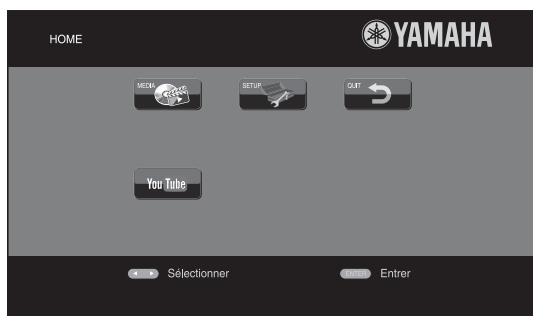 HOME
YAMAHA
MEDIA
SETUP
QUIT
You Tube
Sélectionner
ENTER Entrer